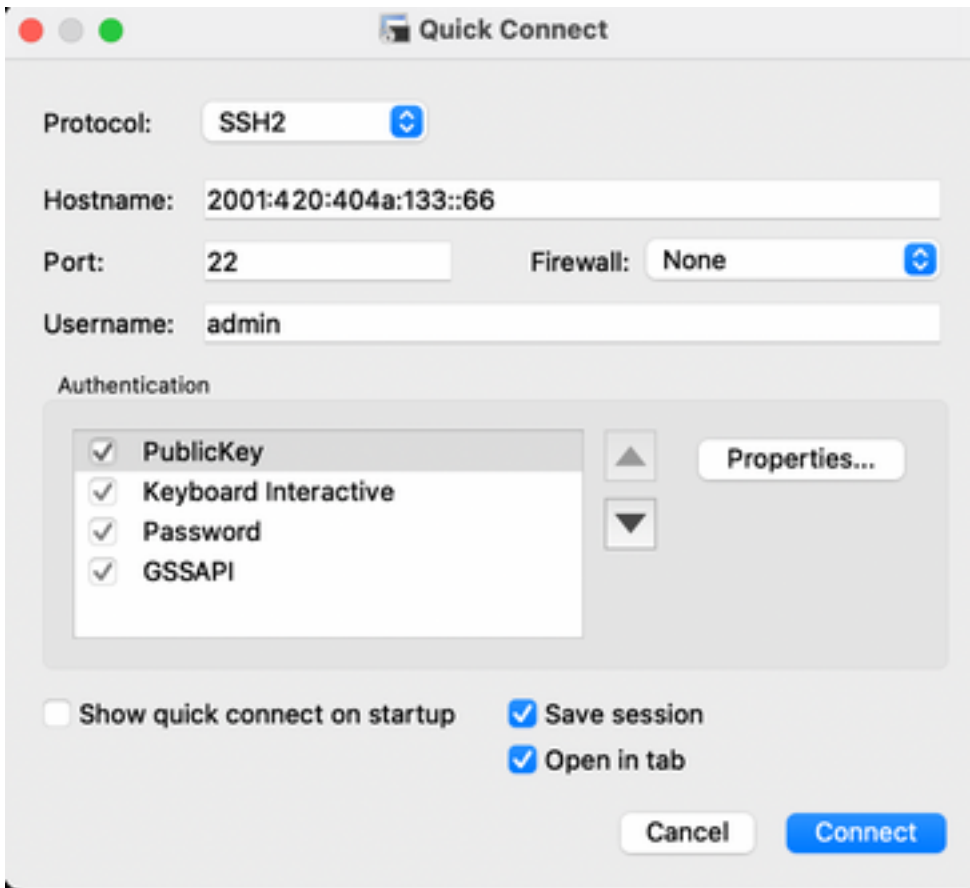 Quick Connect
Protocol: SSH2
Hostname: 2001:420:404a:133::66
Port: 22 Firewall: None
Username: admin
Authentication
PublicKey Properties...
Keyboard Interactive
Password
GSSAPI
Show quick connect on startup Save session
Open in tab
Cancel Connect